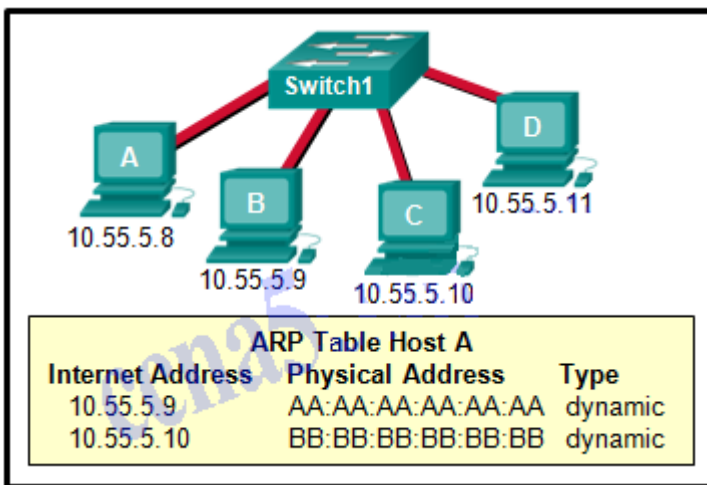 Switch1
A
B
C
D
10.55.5.8
10.55.5.9
10.55.5.10
10.55.5.11
ARP Table Host A
Internet Address Physical Address Type
10.55.5.9 AA:AA:AA:AA:AA:AA dynamic
10.55.5.10 BB:BB:BB:BB:BB:BB dynamic